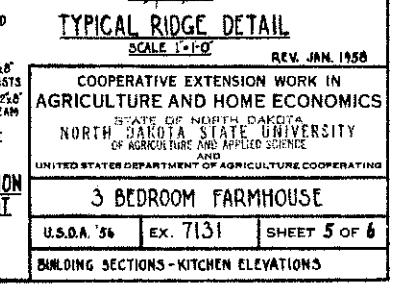 TYPICAL RIDGE DETAIL
SCALE 1"=1'-0"
REV. JAN. 1958
COOPERATIVE EXTENSION WORK IN
AGRICULTURE AND HOME ECONOMICS
STATE OF NORTH DAKOTA
NORTH DAKOTA STATE UNIVERSITY
OF AGRICULTURE AND APPLIED SCIENCE
AND
UNITED STATES DEPARTMENT OF AGRICULTURE COOPERATING
3 BEDROOM FARMHOUSE
U.S.D.A. '56
EX. 7131
SHEET 5 OF 6
BUILDING SECTIONS - KITCHEN ELEVATIONS